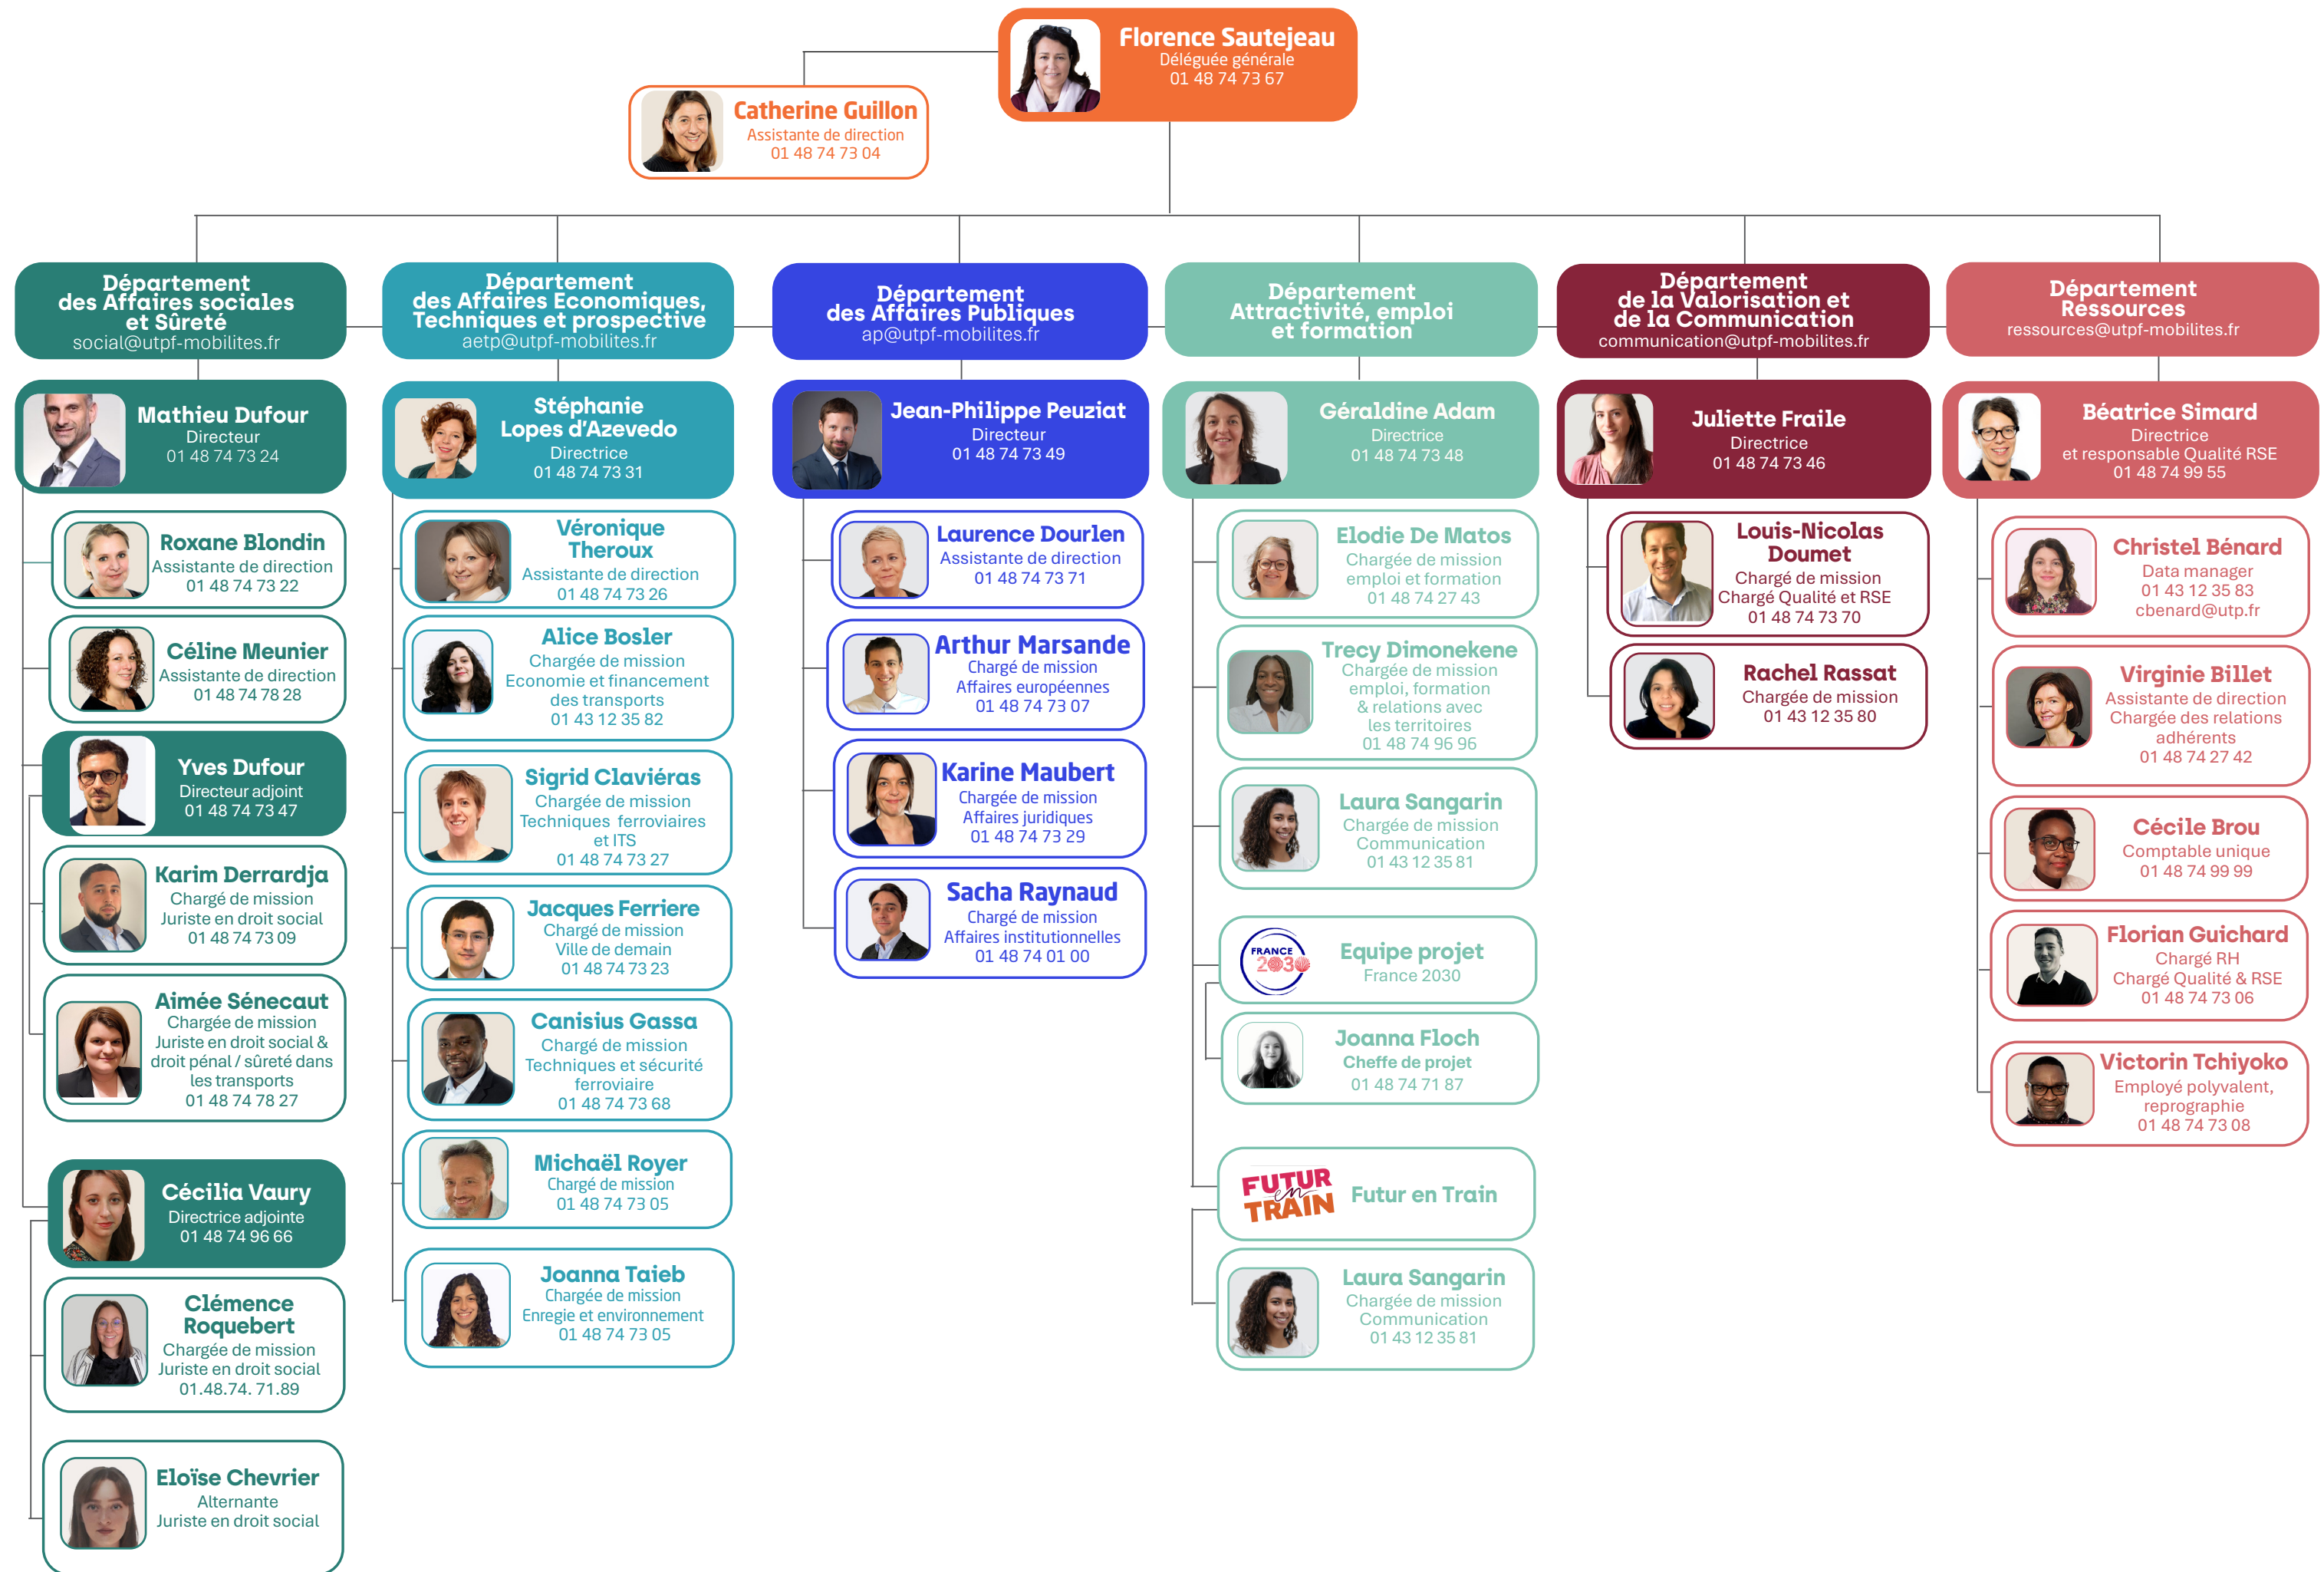 Florence Sautejeau
Déléguée générale
01 48 74 73 67
Catherine Guillon
Assistante de direction
01 48 74 73 04
Département
des Affaires sociales
et Sûreté
social@utpf-mobilites.fr
Mathieu Dufour
Directeur
01 48 74 73 24
Roxane Blondin
Assistante de direction
01 48 74 73 22
Céline Meunier
Assistante de direction
01 48 74 78 28
Yves Dufour
Directeur adjoint
01 48 74 73 47
Karim Derrardja
Chargé de mission
Juriste en droit social
01 48 74 73 09
Aimée Sénecaut
Chargée de mission
Juriste en droit social &
droit pénal / sûreté dans
les transports
01 48 74 78 27
Cécilia Vaury
Directrice adjointe
01 48 74 96 66
Clémence
Roquebert
Chargée de mission
Juriste en droit social
01.48.74. 71.89
Eloïse Chevrier
Alternante
Juriste en droit social
Département
des Affaires Economiques,
Techniques et prospective
aetp@utpf-mobilites.fr
Stéphanie
Lopes d'Azevedo
Directrice
01 48 74 73 31
Véronique
Theroux
Assistante de direction
01 48 74 73 26
Alice Bosler
Chargée de mission
Economie et financement
des transports
01 43 12 35 82
Sigrid Claviéras
Chargée de mission
Techniques ferroviaires
et ITS
01 48 74 73 27
Jacques Ferriere
Chargé de mission
Ville de demain
01 48 74 73 23
Canisius Gassa
Chargé de mission
Techniques et sécurité
ferroviaire
01 48 74 73 68
Michaël Royer
Chargé de mission
01 48 74 73 05
Joanna Taieb
Chargée de mission
Enregie et environnement
01 48 74 73 05
Département
des Affaires Publiques
ap@utpf-mobilites.fr
Jean-Philippe Peuziat
Directeur
01 48 74 73 49
Laurence Dourlen
Assistante de direction
01 48 74 73 71
Arthur Marsande
Chargé de mission
Affaires européennes
01 48 74 73 07
Karine Maubert
Chargée de mission
Affaires juridiques
01 48 74 73 29
Sacha Raynaud
Chargé de mission
Affaires institutionnelles
01 48 74 01 00
Département
Attractivité, emploi
et formation
Géraldine Adam
Directrice
01 48 74 73 48
Elodie De Matos
Chargée de mission
emploi et formation
01 48 74 27 43
Trecy Dimonekene
Chargée de mission
emploi, formation
& relations avec
les territoires
01 48 74 96 96
Laura Sangarin
Chargée de mission
Communication
01 43 12 35 81
FRANCE
2030
Equipe projet
France 2030
Joanna Floch
Cheffe de projet
01 48 74 71 87
FUTUR
en
TRAIN
Futur en Train
Laura Sangarin
Chargée de mission
Communication
01 43 12 35 81
Département
de la Valorisation et
de la Communication
communication@utpf-mobilites.fr
Juliette Fraile
Directrice
01 48 74 73 46
Louis-Nicolas
Doumet
Chargé de mission
Chargé Qualité et RSE
01 48 74 73 70
Rachel Rassat
Chargée de mission
01 43 12 35 80
Département
Ressources
ressources@utpf-mobilites.fr
Béatrice Simard
Directrice
et responsable Qualité RSE
01 48 74 99 55
Christel Bénard
Data manager
01 43 12 35 83
cbenard@utp.fr
Virginie Billet
Assistante de direction
Chargée des relations
adhérents
01 48 74 27 42
Cécile Brou
Comptable unique
01 48 74 99 99
Florian Guichard
Chargé RH
Chargé Qualité & RSE
01 48 74 73 06
Victorin Tchiyoko
Employé polyvalent,
reprographie
01 48 74 73 08